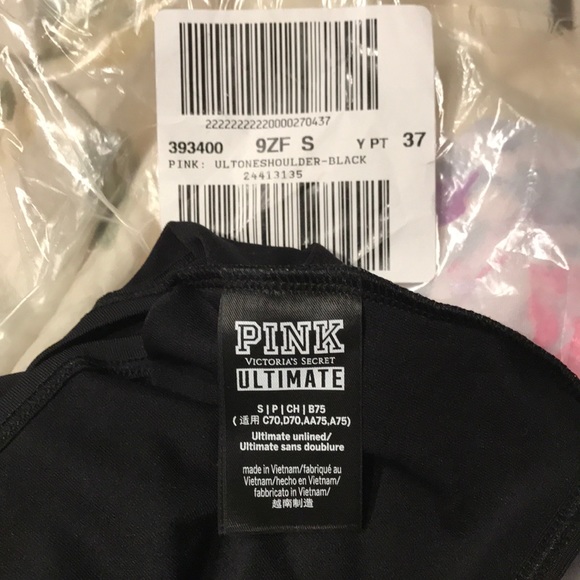 22222222220000270437
393400 9ZF S Y PT 37
PINK: ULTONESHOULDER-BLACK
24413135
PINK
VICTORIA'S SECRET
ULTIMATE
S | P | CH | B75
(适用 C70,D70,AA75,A75)
Ultimate unlined/
Ultimate sans doublure
made in Vietnam/fabriqué au
Vietnam/hecho en Vietnam/
fabbricato in Vietnam/
越南制造